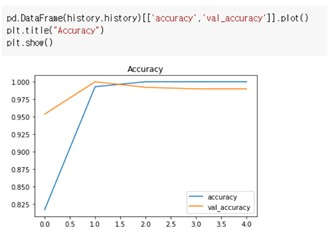 pd.DataFrame(history.history)[['accuracy','val_accuracy']].plot()
plt.title("Accuracy")
plt.show()
Accuracy
1.000
0.975
0.950
0.925
0.900
0.875
0.850
0.825
0.0 0.5 1.0 1.5 2.0 2.5 3.0 3.5 4.0
accuracy
val_accuracy